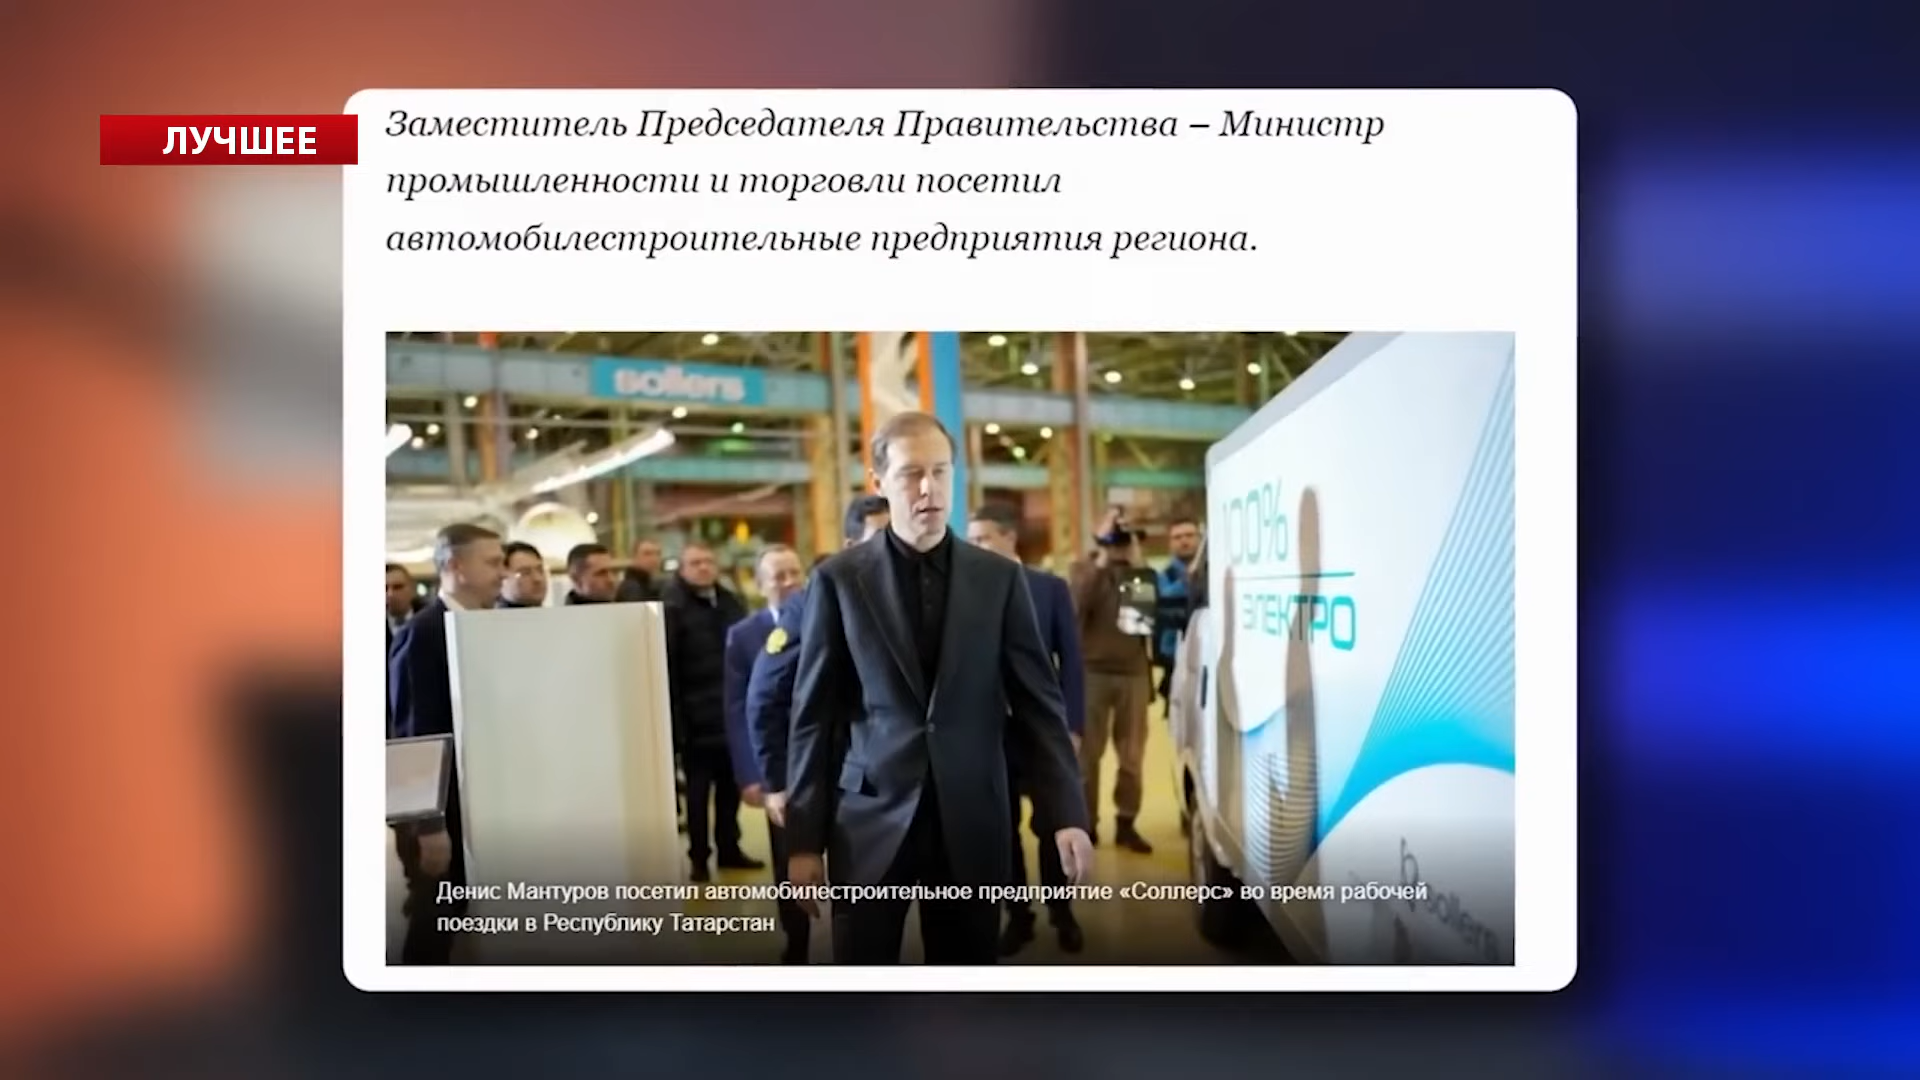 ЛУЧШЕЕ
Заместитель Председателя Правительства – Министр
промышленности и торговли посетил
автомобилестроительные предприятия региона.
sollers
100%
ЭЛЕКТРО
sollers
Денис Мантуров посетил автомобилестроительное предприятие «Соллерс» во время рабочей
поездки в Республику Татарстан